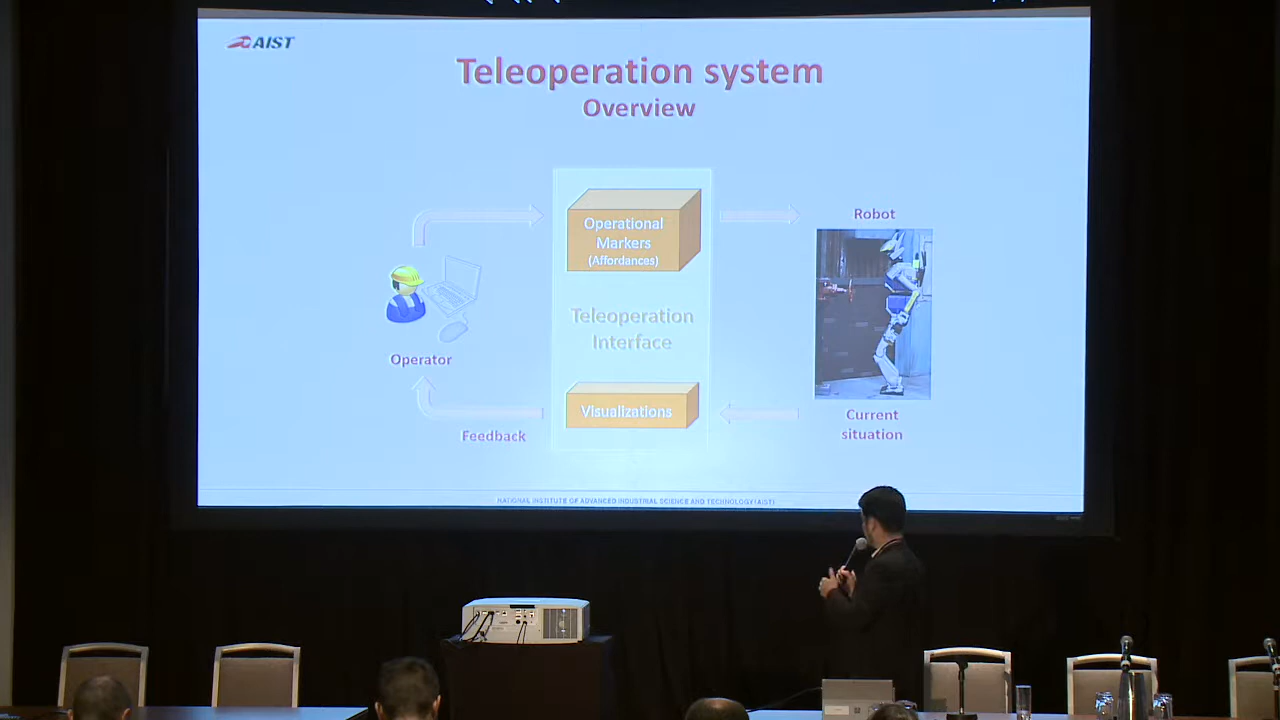 AIST
Teleoperation system
Overview
Operational
Markers
(Affordances)
Robot
Teleoperation
Interface
Operator
Visualizations
Current
situation
Feedback
NATIONAL INSTITUTE OF ADVANCED INDUSTRIAL SCIENCE AND TECHNOLOGY (AIST)